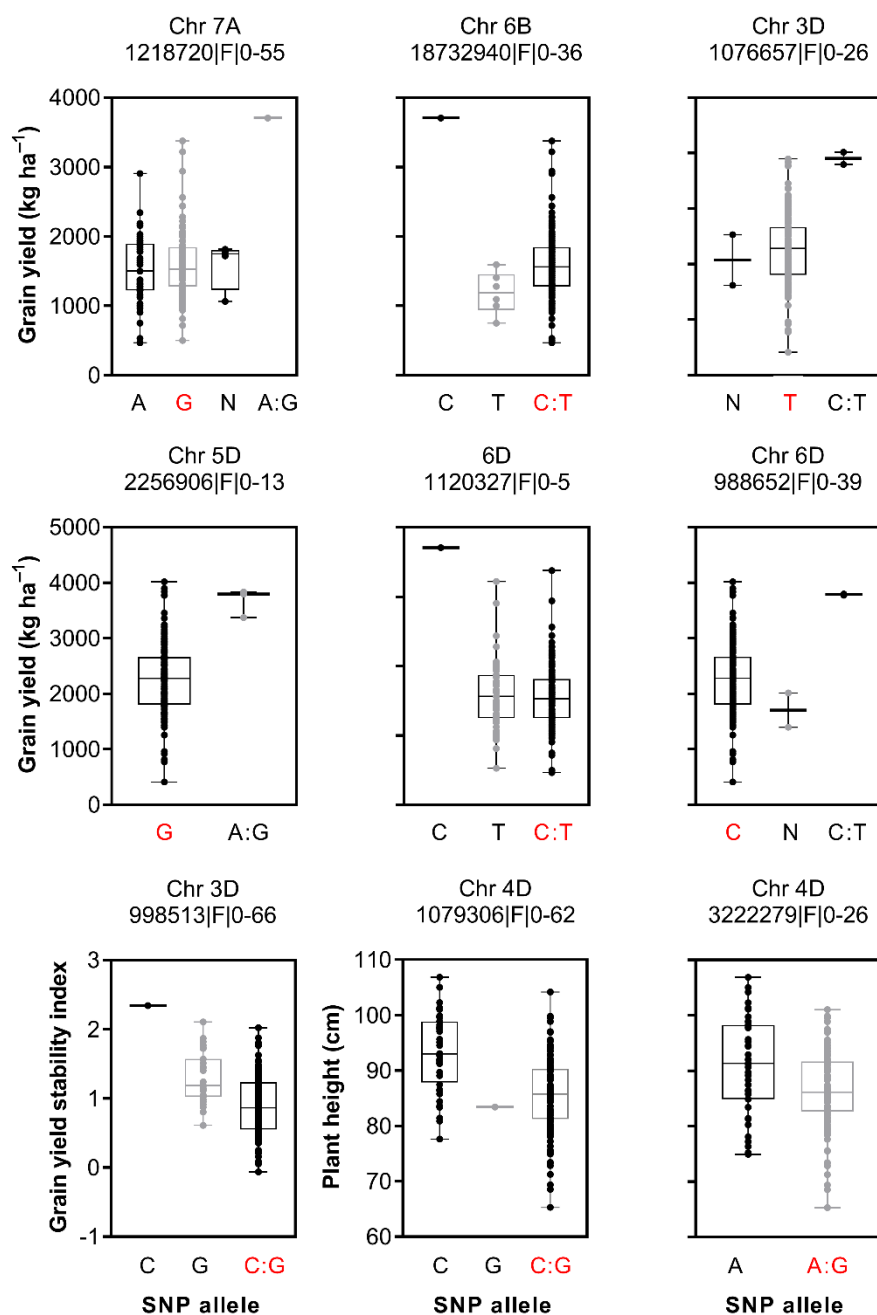 Chr 7A
1218720|F|0-55
Chr 6B
18732940|F|0-36
Chr 3D
1076657|F|0-26
Grain yield (kg ha⁻¹)
4000
3000
2000
1000
0
A G N A:G
C T C:T
N T C:T
Chr 5D
2256906|F|0-13
6D
1120327|F|0-5
Chr 6D
988652|F|0-39
Grain yield (kg ha⁻¹)
5000
4000
3000
2000
1000
0
G A:G
C T C:T
C N C:T
Chr 3D
998513|F|0-66
Chr 4D
1079306|F|0-62
Chr 4D
3222279|F|0-26
Grain yield stability index
3
2
1
0
-1
Plant height (cm)
110
100
90
80
70
60
C G C:G
C G C:G
A A:G
SNP allele
SNP allele
SNP allele